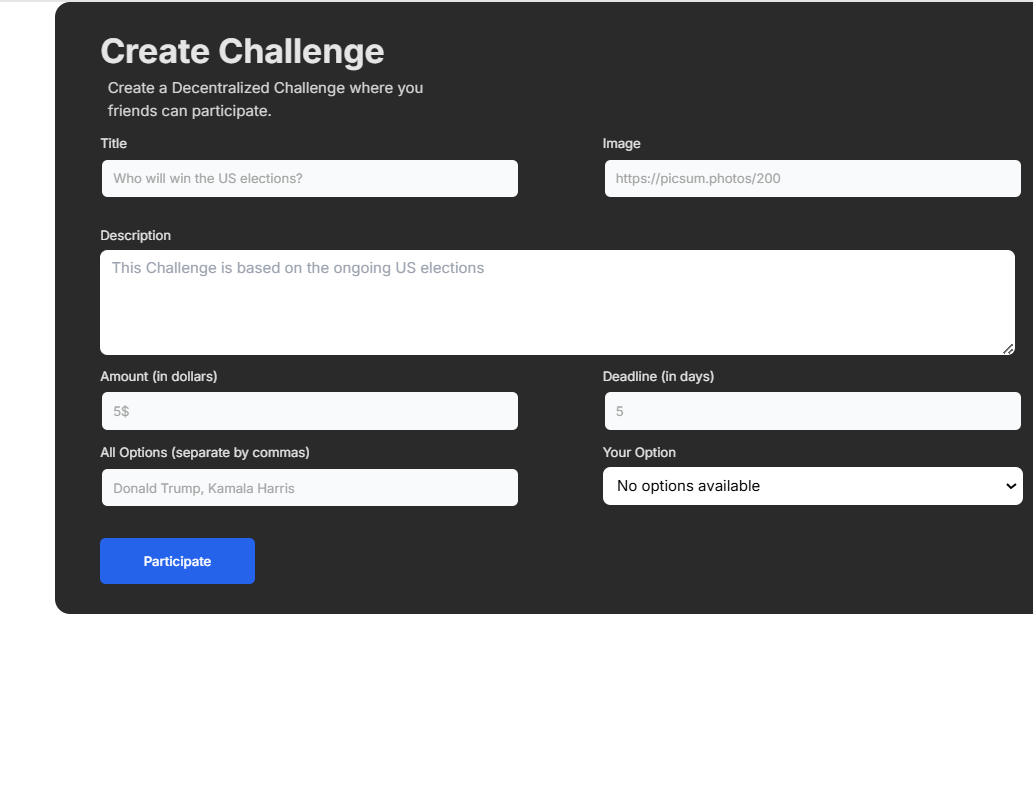 Create Challenge
Create a Decentralized Challenge where you
friends can participate.
Title
Image
Who will win the US elections?
https://picsum.photos/200
Description
This Challenge is based on the ongoing US elections
Amount (in dollars)
Deadline (in days)
5$
5
All Options (separate by commas)
Your Option
Donald Trump, Kamala Harris
No options available
Participate